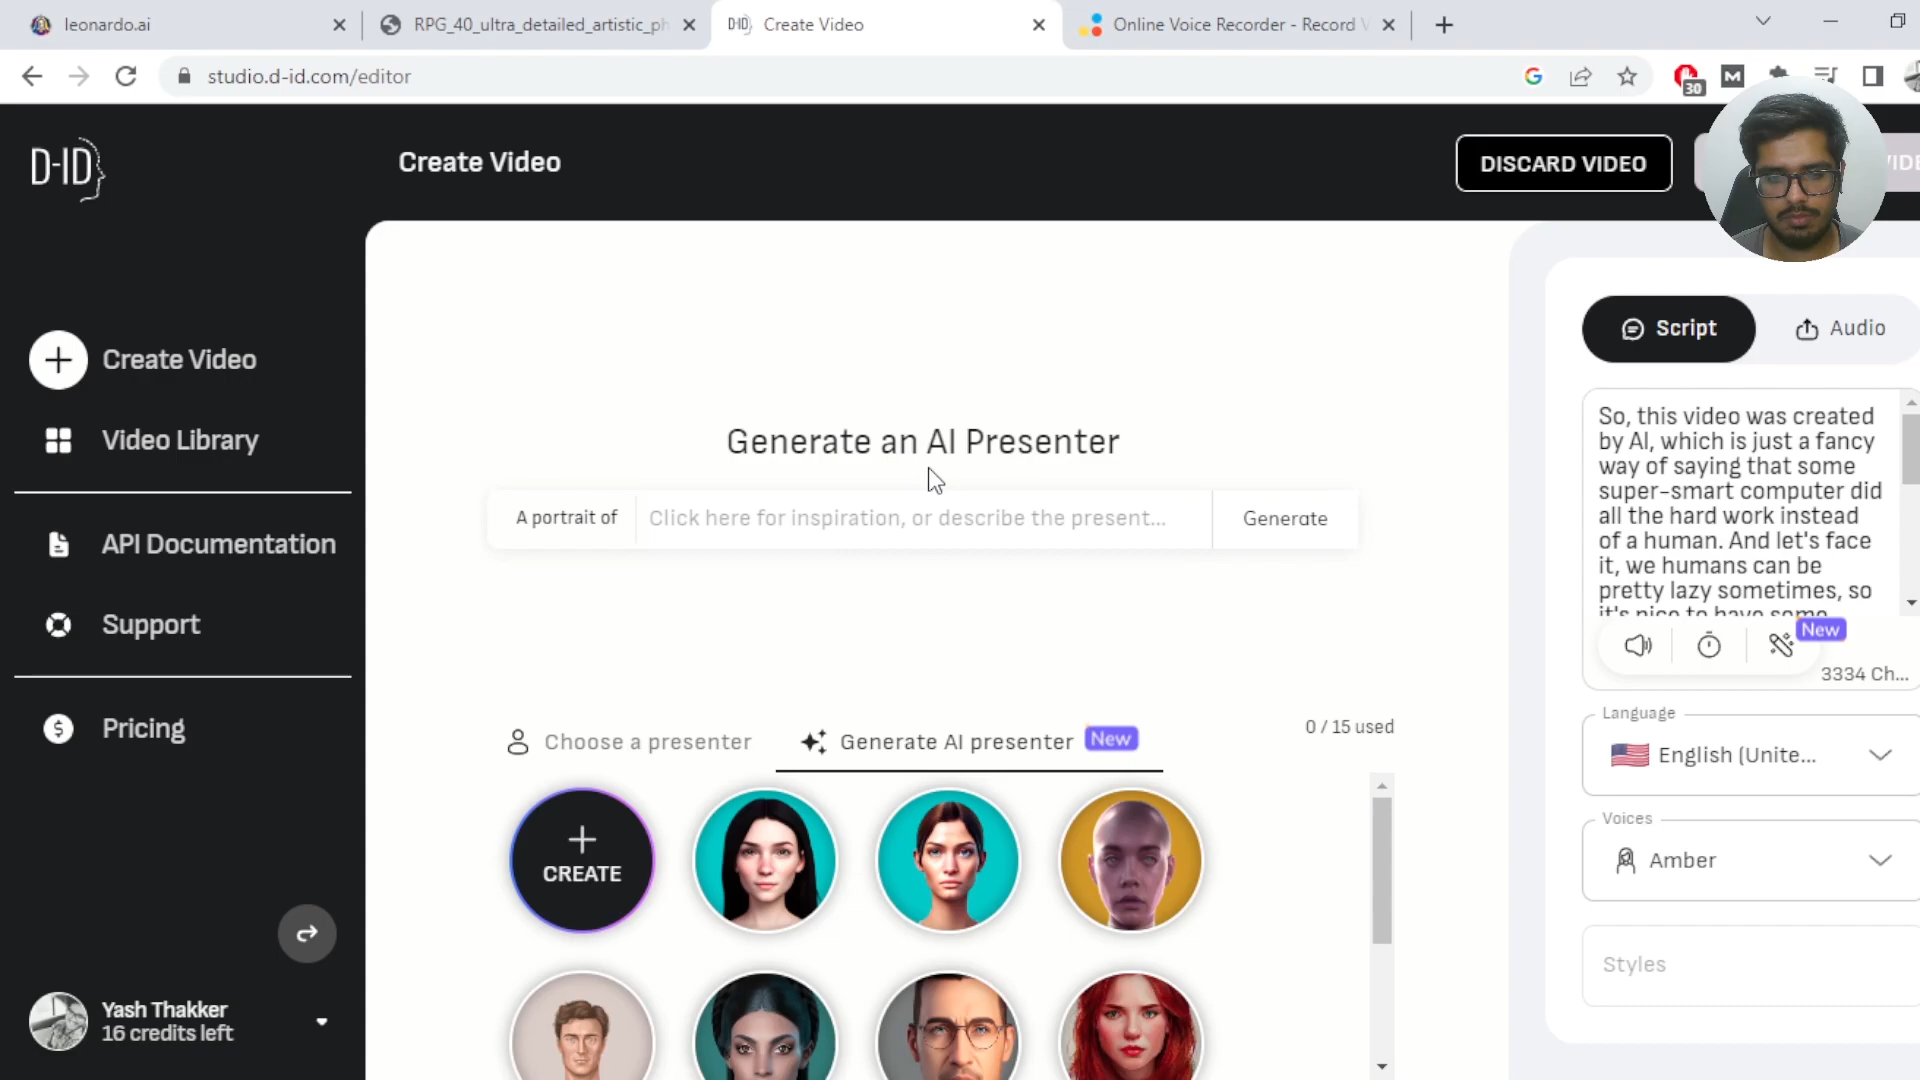 leonardo.ai
RPG_40_ultra_detailed_artistic_ph
Create Video
Online Voice Recorder - Record V
studio.d-id.com/editor
30
D-ID
Create Video
DISCARD VIDEO
Create Video
Video Library
API Documentation
Support
Pricing
Yash Thakker
16 credits left
Generate an AI Presenter
A portrait of
Click here for inspiration, or describe the present...
Generate
Choose a presenter
Generate AI presenter
New
0 / 15 used
+
CREATE
Script
Audio
So, this video was created
by AI, which is just a fancy
way of saying that some
super-smart computer did
all the hard work instead
of a human. And let's face
it, we humans can be
pretty lazy sometimes, so
it's nice to have some
New
3334 Ch...
Language
English (Unite...
Voices
Amber
Styles